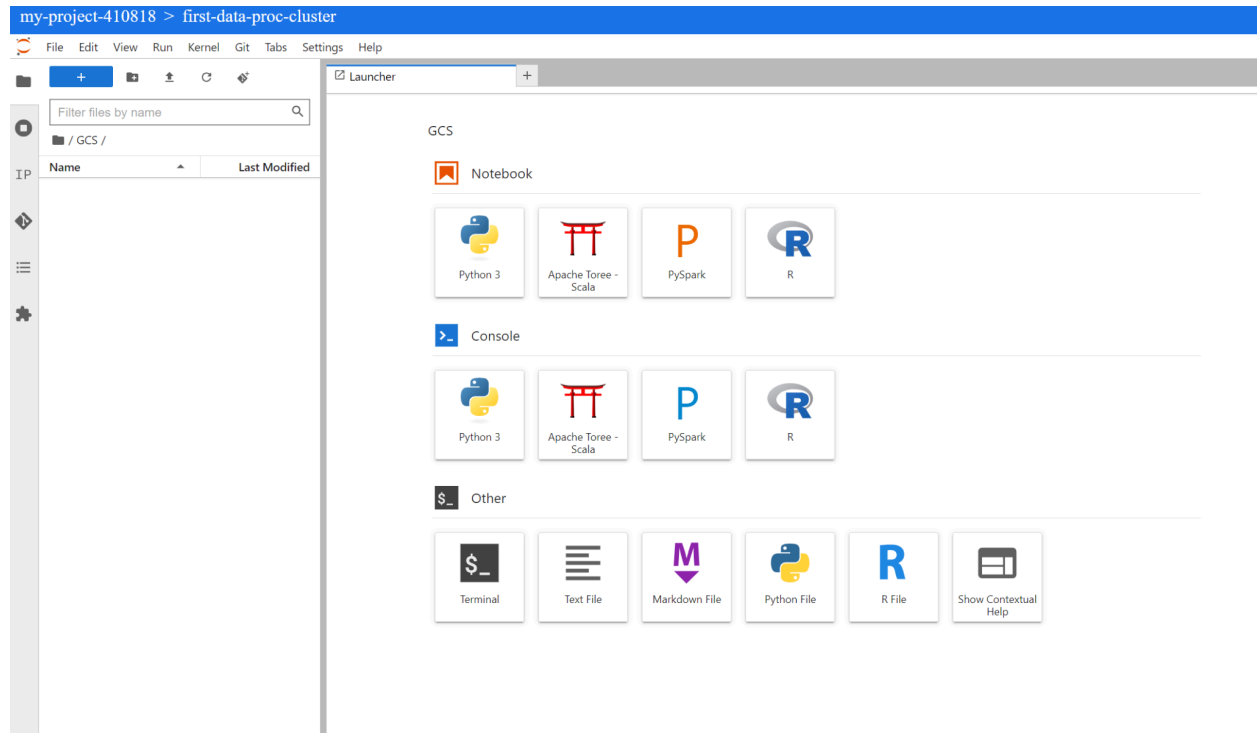 my-project-410818 > first-data-proc-cluster
File Edit View Run Kernel Git Tabs Settings Help
+
Launcher
+
Filter files by name
/ GCS /
Name Last Modified
IP
GCS
Notebook
Python 3
Apache Toree -
Scala
P
PySpark
R
R
Console
Python 3
Apache Toree -
Scala
P
PySpark
R
R
$_ Other
$_
Terminal
Text File
M
Markdown File
Python File
R
R File
Show Contextual
Help